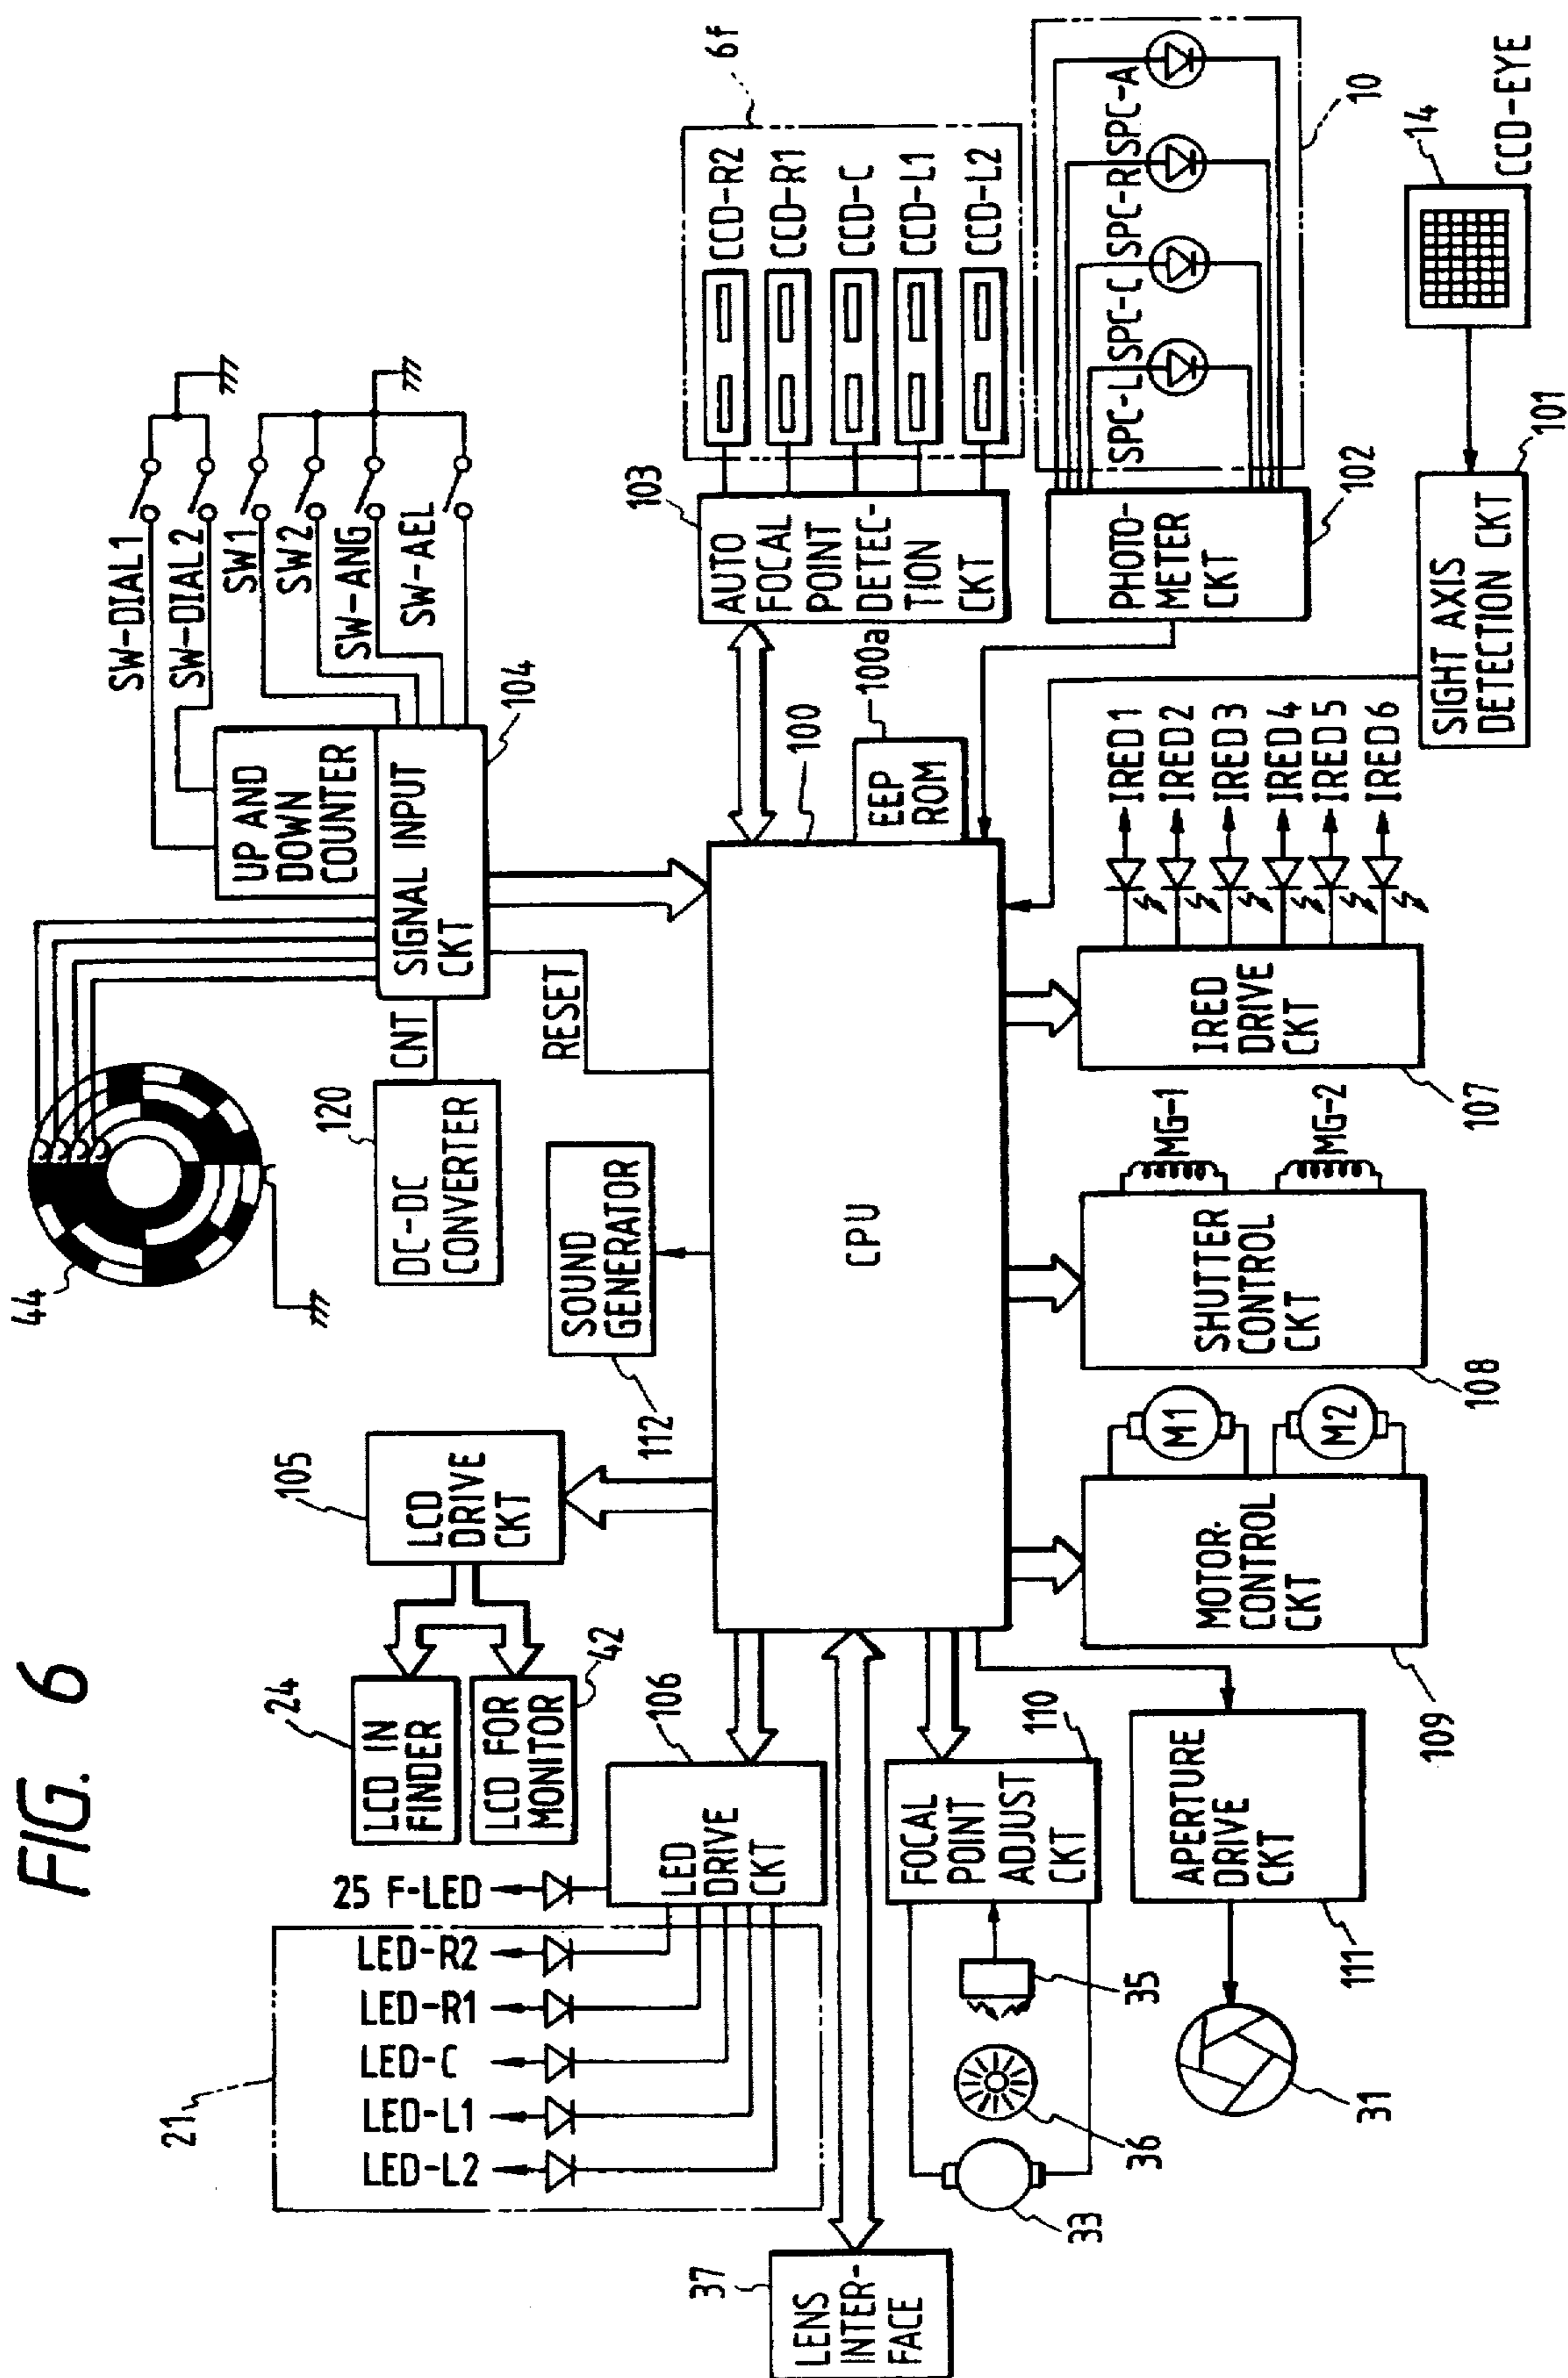 FIG. 6
44
SW-DIAL1
SW-DIAL2
SW1
SW2
SW-ANG
SW-AEL
UP AND
DOWN
COUNTER
SIGNAL INPUT
CKT
104
CNT
120
DC-DC
CONVERTER
RESET
SOUND
GENERATOR
112
105
LCD
DRIVE
CKT
24
LCD IN
FINDER
LCD FOR
MONITOR
42
106
LED
DRIVE
CKT
25 F-LED
LED-R2
LED-R1
LED-C
LED-L1
LED-L2
21
37
LENS
INTER-
FACE
CPU
100
EEP
ROM
100a
103
AUTO
FOCAL
POINT
DETEC-
TION
CKT
6f
CCD-R2
CCD-R1
CCD-C
CCD-L1
CCD-L2
PHOTO-
METER
CKT
102
SPC-L
SPC-C
SPC-R
SPC-A
10
14
CCD-EYE
SIGHT AXIS
DETECTION CKT
101
IRED
DRIVE
CKT
107
IRED1
IRED2
IRED3
IRED4
IRED5
IRED6
SHUTTER
CONTROL
CKT
108
MG-1
MG-2
MOTOR-
CONTROL
CKT
109
M1
M2
FOCAL
POINT
ADJUST
CKT
110
35
36
33
APERTURE
DRIVE
CKT
111
31